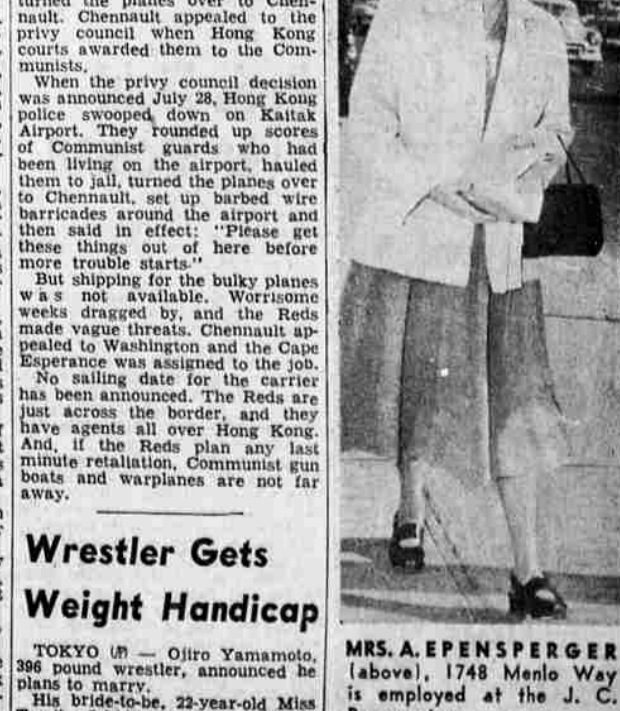 turned the planes over to Chen-
nault. Chennault appealed to the
privy council when Hong Kong
courts awarded them to the Com-
munists.
When the privy council decision
was announced July 28, Hong Kong
police swooped down on Kaitak
Airport. They rounded up scores
of Communist guards who had
been living on the airport, hauled
them to jail, turned the planes over
to Chennault, set up barbed wire
barricades around the airport and
then said in effect: "Please get
these things out of here before
more trouble starts."
But shipping for the bulky planes
was not available. Worrisome
weeks dragged by, and the Reds
made vague threats. Chennault ap-
pealed to Washington and the Cape
Esperance was assigned to the job.
No sailing date for the carrier
has been announced. The Reds are
just across the border, and they
have agents all over Hong Kong.
And, if the Reds plan any last
minute retaliation, Communist gun
boats and warplanes are not far
away.
Wrestler Gets
Weight Handicap
TOKYO (AP) — Ojiro Yamamoto,
396 pound wrestler, announced he
plans to marry.
His bride-to-be, 22-year-old Miss
MRS. A. EPENSPERGER
(above), 1748 Menlo Way
is employed at the J. C.